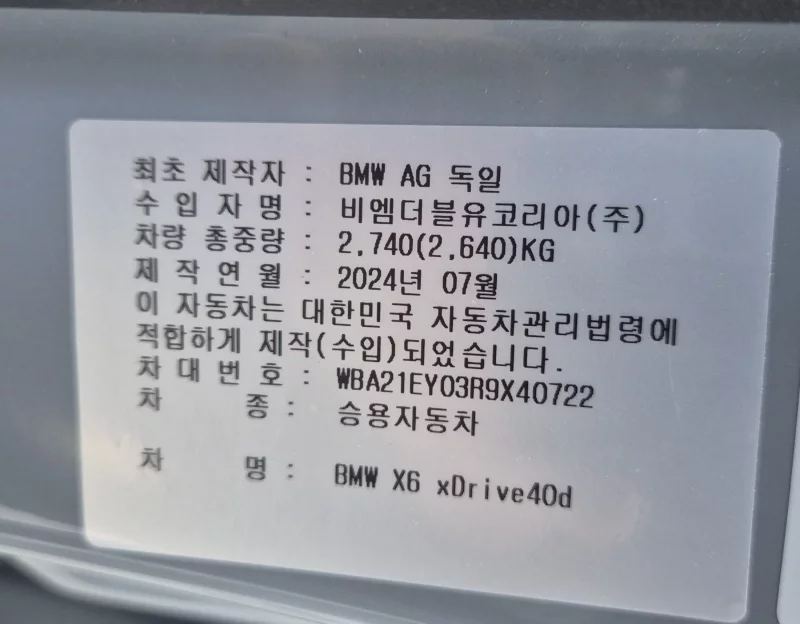 최초 제작자 : BMW AG 독일
수 입 자 명 : 비엠더블유코리아(주)
차량 총중량 : 2,740(2,640)KG
제 작 연 월 : 2024년 07월
이 자동차는 대한민국 자동차관리법령에
적합하게 제작(수입)되었습니다.
차 대 번 호 : WBA21EY03R9X40722
차 종 : 승용자동차
차 명 : BMW X6 xDrive40d